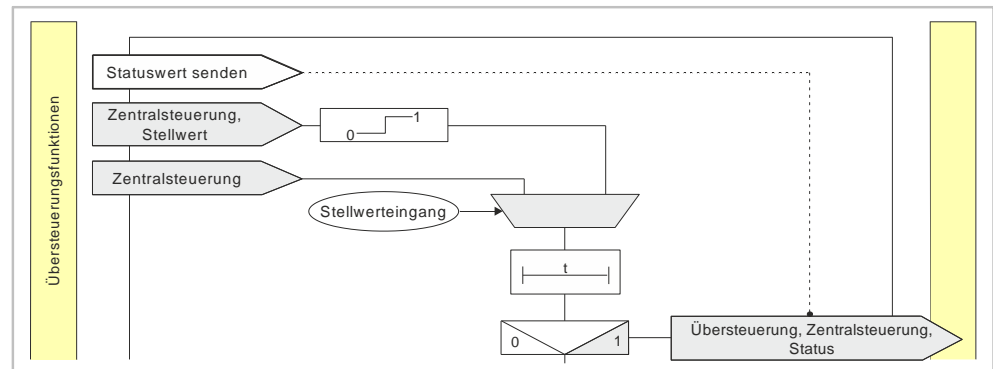 Übersteuerungsfunktionen
Statuswert senden
Zentralsteuerung,
Stellwert
0
1
Zentralsteuerung
Stellwerteingang
t
0
1
Übersteuerung, Zentralsteuerung,
Status